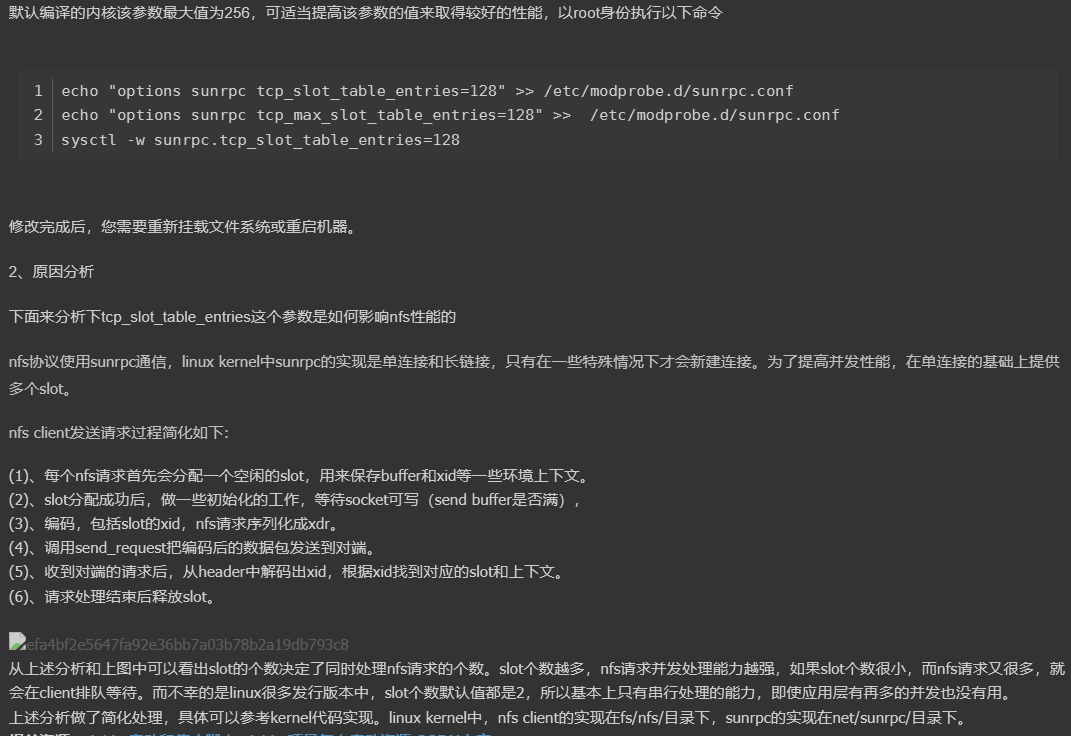 默认编译的内核该参数最大值为256，可适当提高该参数的值来取得较好的性能，以root身份执行以下命令
1 echo "options sunrpc tcp_slot_table_entries=128" >> /etc/modprobe.d/sunrpc.conf
2 echo "options sunrpc tcp_max_slot_table_entries=128" >>  /etc/modprobe.d/sunrpc.conf
3 sysctl -w sunrpc.tcp_slot_table_entries=128
修改完成后，您需要重新挂载文件系统或重启机器。
2、原因分析
下面来分析下tcp_slot_table_entries这个参数是如何影响nfs性能的
nfs协议使用sunrpc通信，linux kernel中sunrpc的实现是单连接和长链接，只有在一些特殊情况下才会新建连接。为了提高并发性能，在单连接的基础上提供
多个slot。
nfs client发送请求过程简化如下：
(1)、每个nfs请求首先会分配一个空闲的slot，用来保存buffer和xid等一些环境上下文。
(2)、slot分配成功后，做一些初始化的工作，等待socket可写（send buffer是否满），
(3)、编码，包括slot的xid，nfs请求序列化成xdr。
(4)、调用send_request把编码后的数据包发送到对端。
(5)、收到对端的请求后，从header中解码出xid，根据xid找到对应的slot和上下文。
(6)、请求处理结束后释放slot。
efa4bf2e5647fa92e36bb7a03b78b2a19db793c8
从上述分析和上图中可以看出slot的个数决定了同时处理nfs请求的个数。slot个数越多，nfs请求并发处理能力越强，如果slot个数很小，而nfs请求又很多，就
会在client排队等待。而不幸的是linux很多发行版本中，slot个数默认值都是2，所以基本上只有串行处理的能力，即使应用层有再多的并发也没有用。
上述分析做了简化处理，具体可以参考kernel代码实现。linux kernel中，nfs client的实现在fs/nfs/目录下，sunrpc的实现在net/sunrpc/目录下。